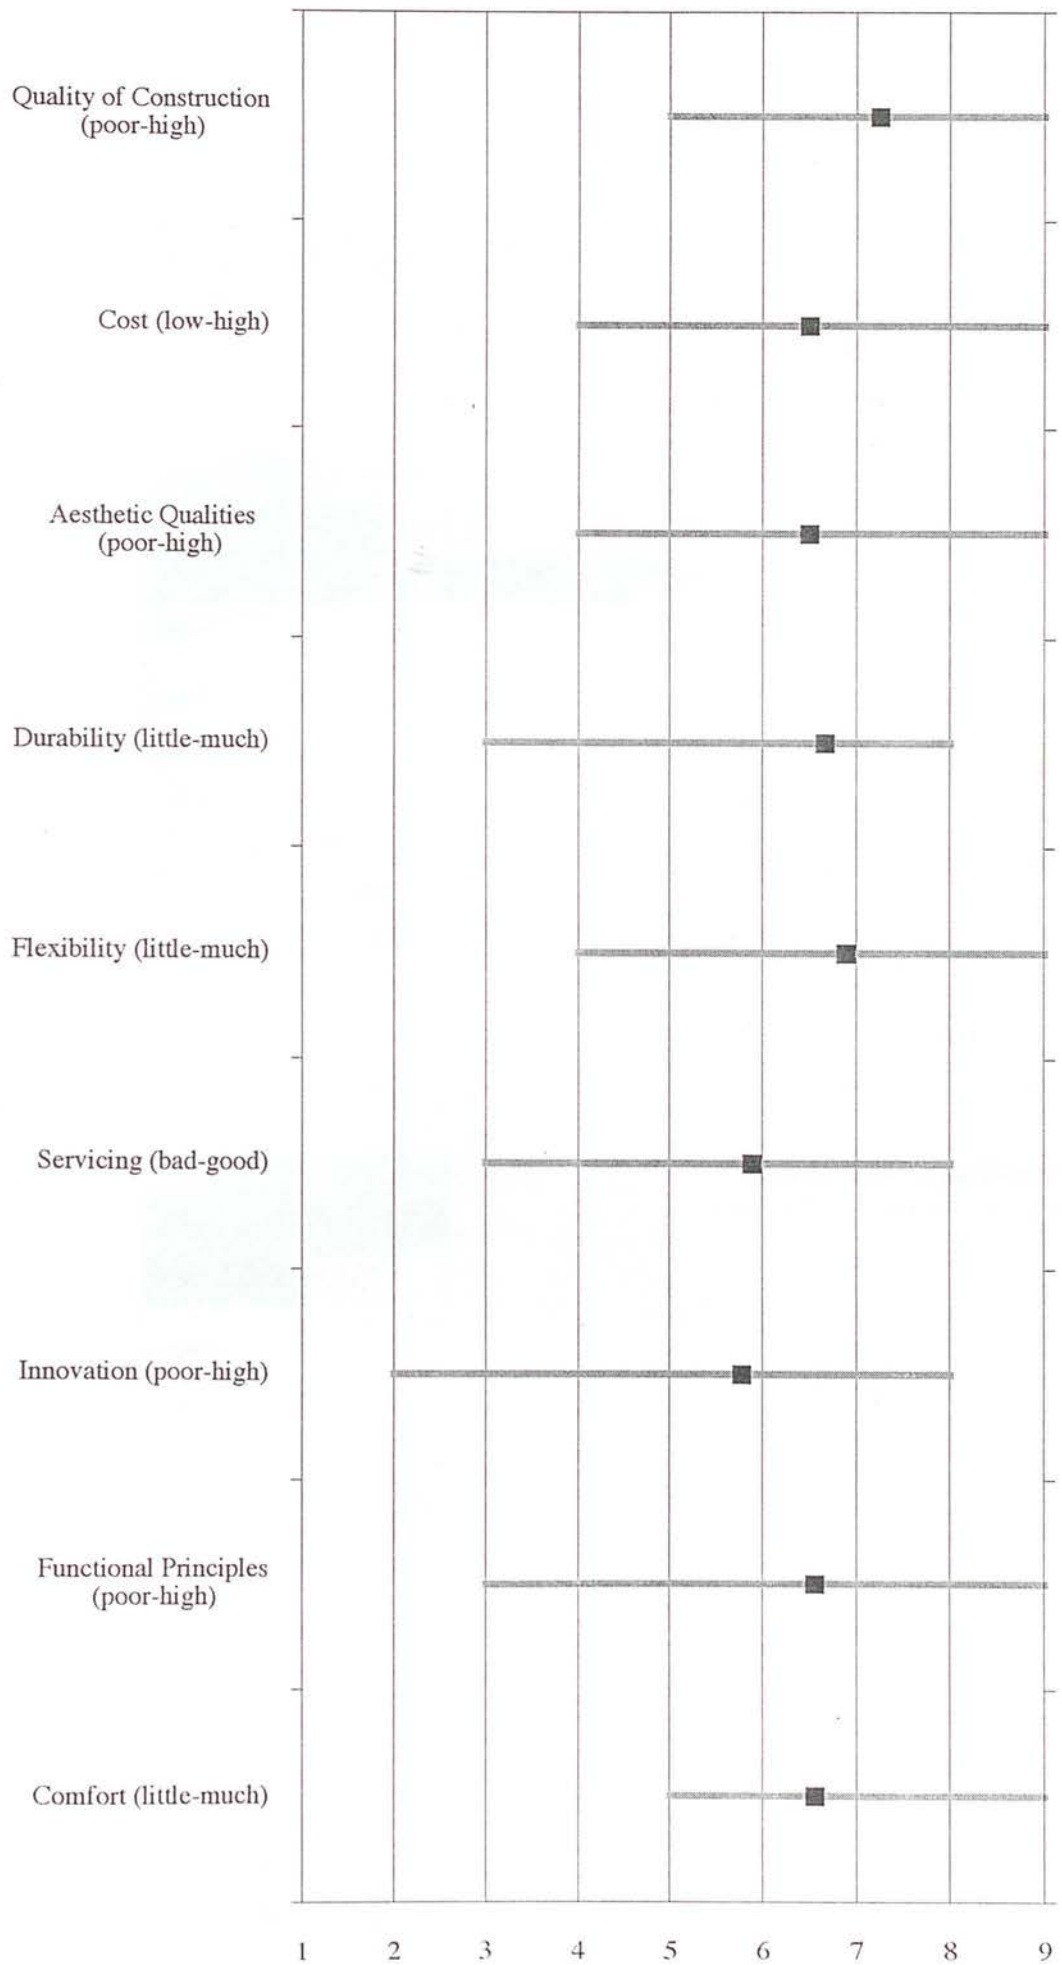 Quality of Construction
(poor-high)
Cost (low-high)
Aesthetic Qualities
(poor-high)
Durability (little-much)
Flexibility (little-much)
Servicing (bad-good)
Innovation (poor-high)
Functional Principles
(poor-high)
Comfort (little-much)
1 2 3 4 5 6 7 8 9